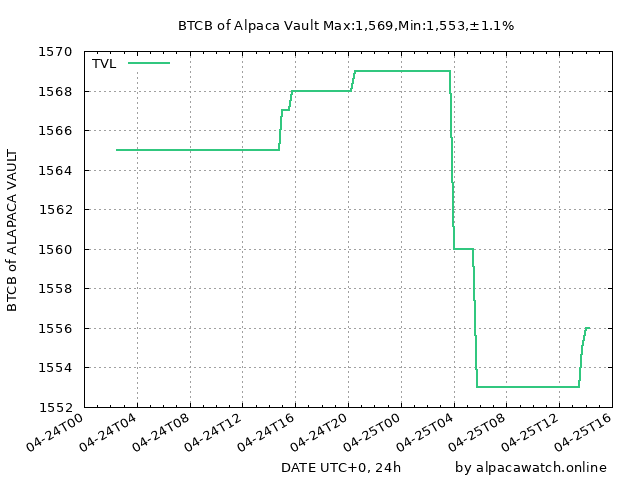 BTCB of Alpaca Vault Max:1,569,Min:1,553,±1.1%
TVL
1570
1568
1566
1564
1562
1560
1558
1556
1554
1552
BTCB of ALAPACA VAULT
04-24T00
04-24T04
04-24T08
04-24T12
04-24T16
04-24T20
04-25T00
04-25T04
04-25T08
04-25T12
04-25T16
DATE UTC+0, 24h
by alpacawatch.online